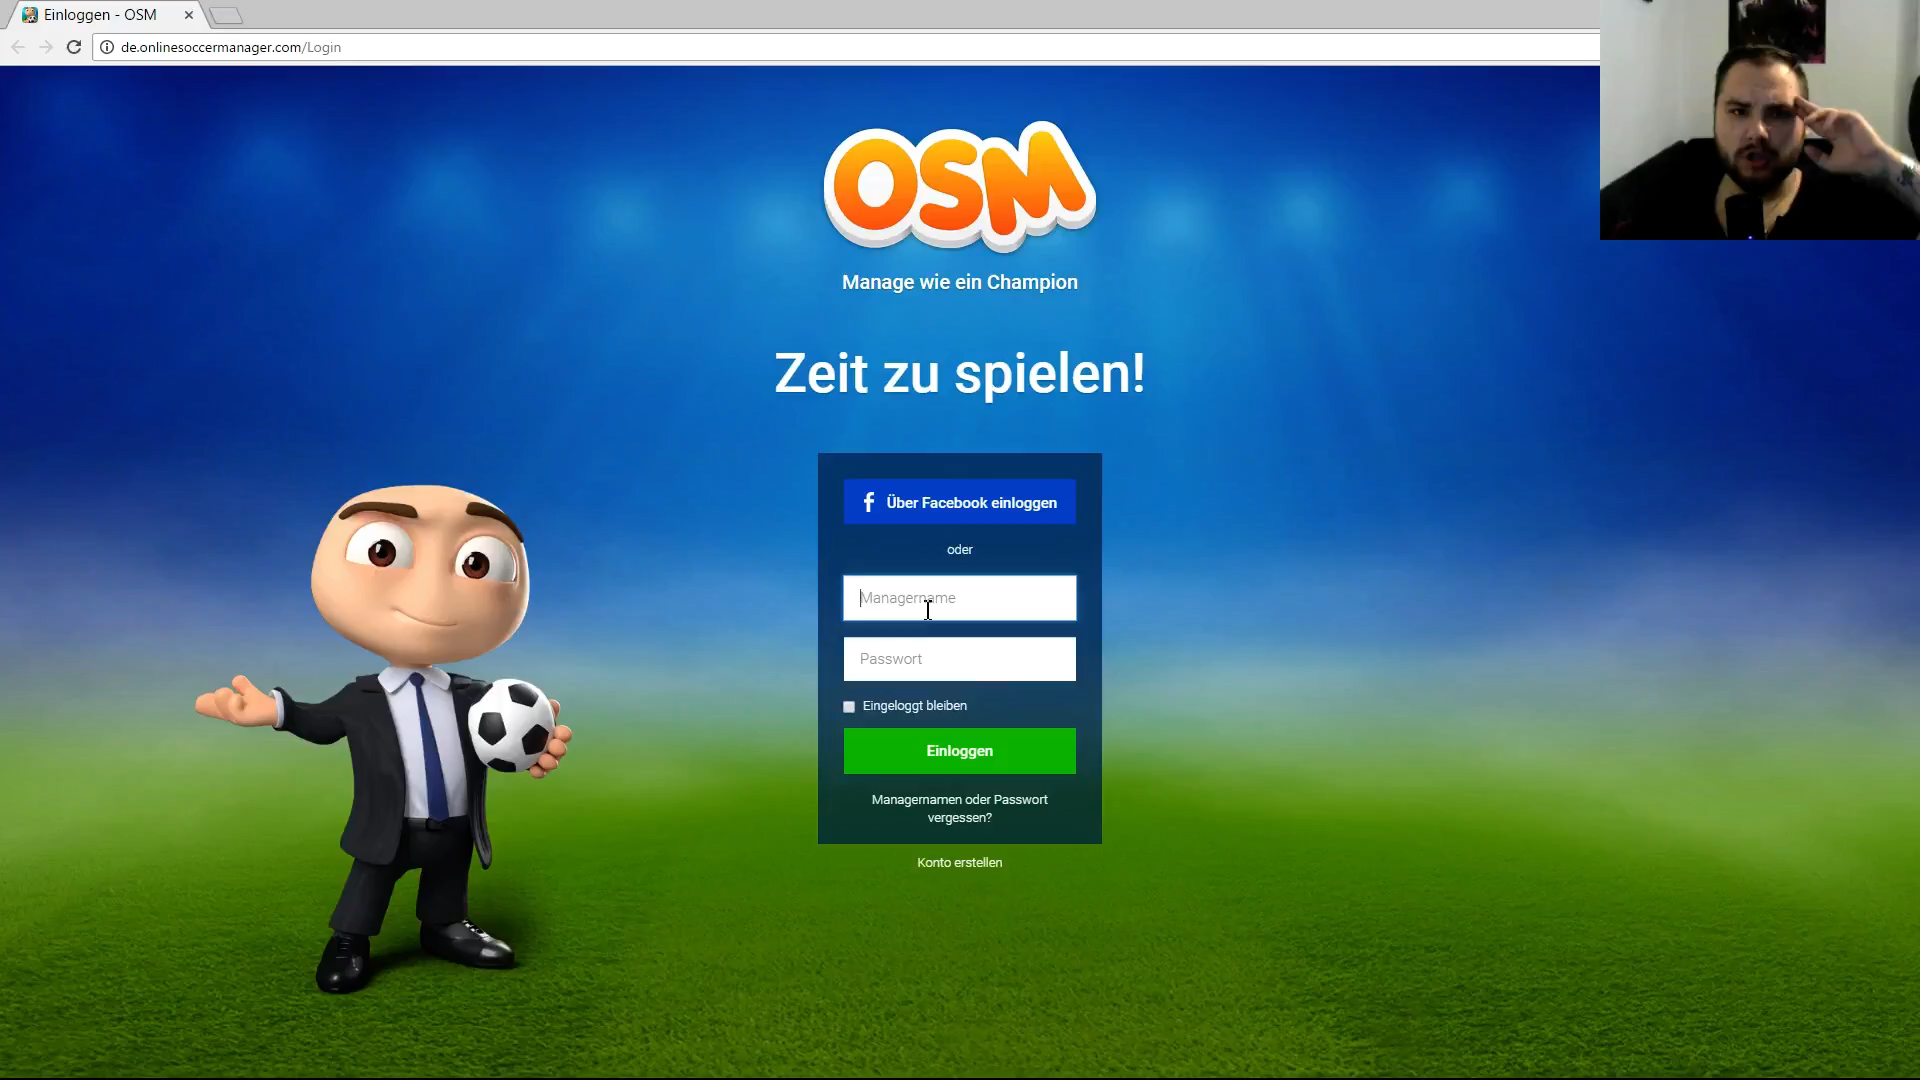 Einloggen - OSM
de.onlinesoccermanager.com/Login
OSM
Manage wie ein Champion
Zeit zu spielen!
f Über Facebook einloggen
oder
Managername
Passwort
Eingeloggt bleiben
Einloggen
Managernamen oder Passwort
vergessen?
Konto erstellen